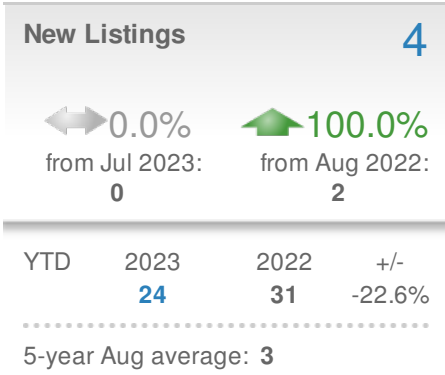 New Listings 4
0.0% 100.0%
from Jul 2023: from Aug 2022:
0 2
YTD 2023 2022 +/-
24 31 -22.6%
5-year Aug average: 3